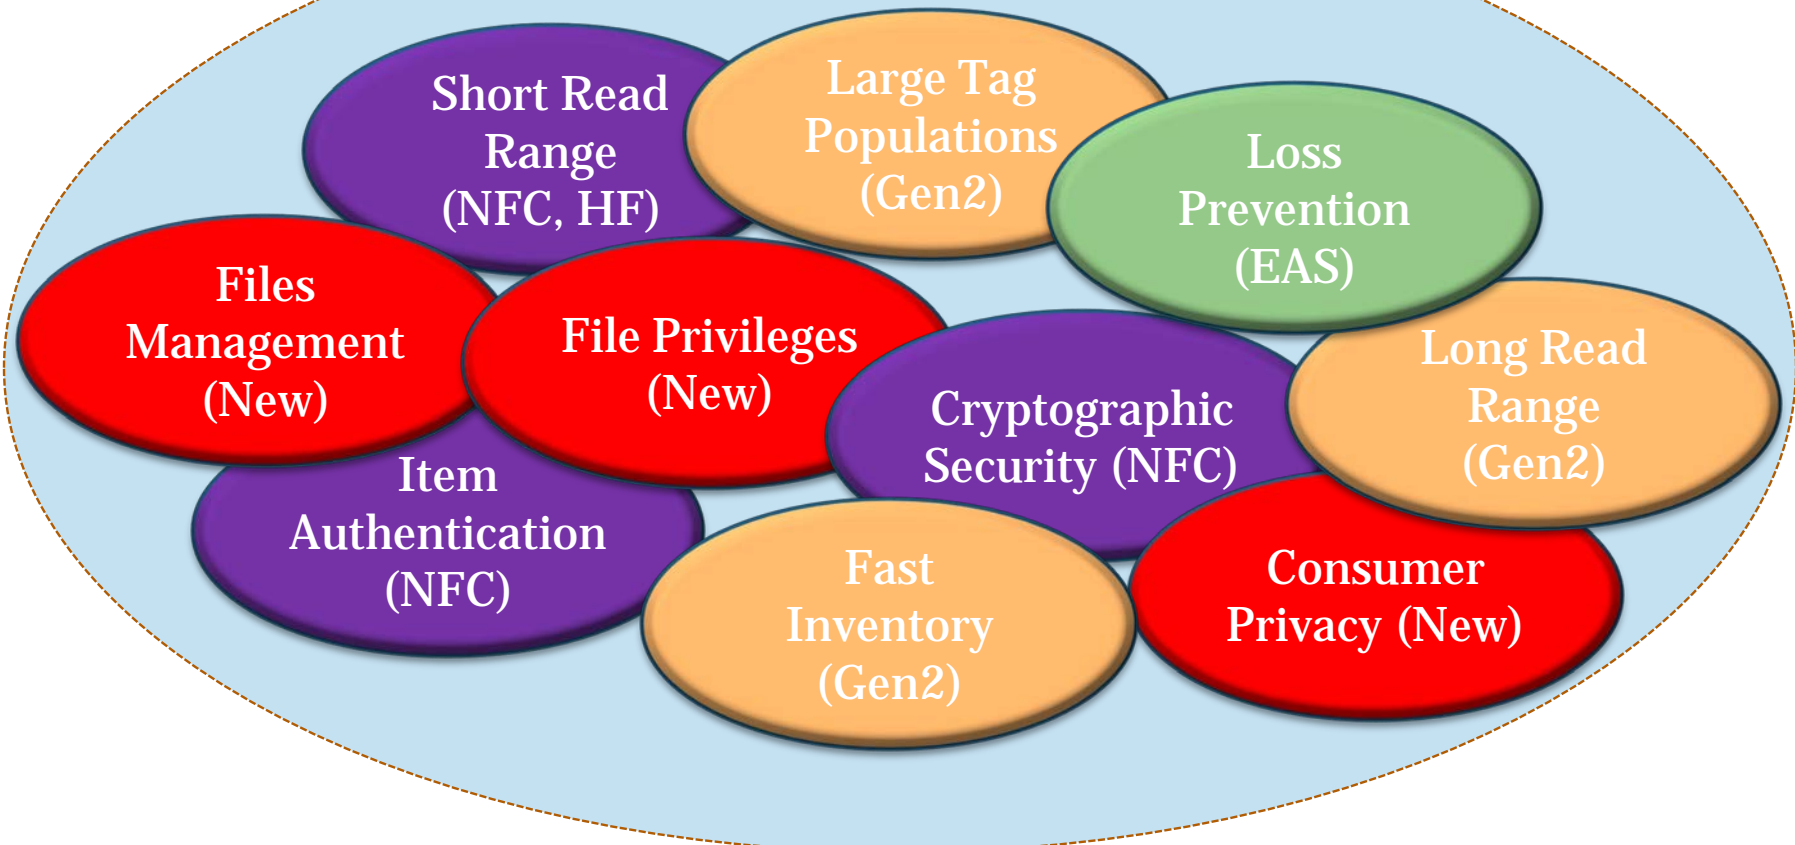 Short Read
Range
(NFC, HF)
Large Tag
Populations
(Gen2)
Loss
Prevention
(EAS)
Files
Management
(New)
File Privileges
(New)
Cryptographic
Security (NFC)
Long Read
Range
(Gen2)
Item
Authentication
(NFC)
Fast
Inventory
(Gen2)
Consumer
Privacy (New)